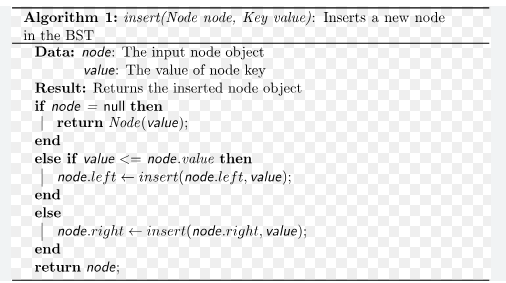 Algorithm 1: insert(Node node, Key value): Inserts a new node
in the BST
Data: node: The input node object
value: The value of node key
Result: Returns the inserted node object
if node = null then
return Node(value);
end
else if value <= node.value then
node.left ← insert(node.left, value);
end
else
node.right ← insert(node.right, value);
end
return node;